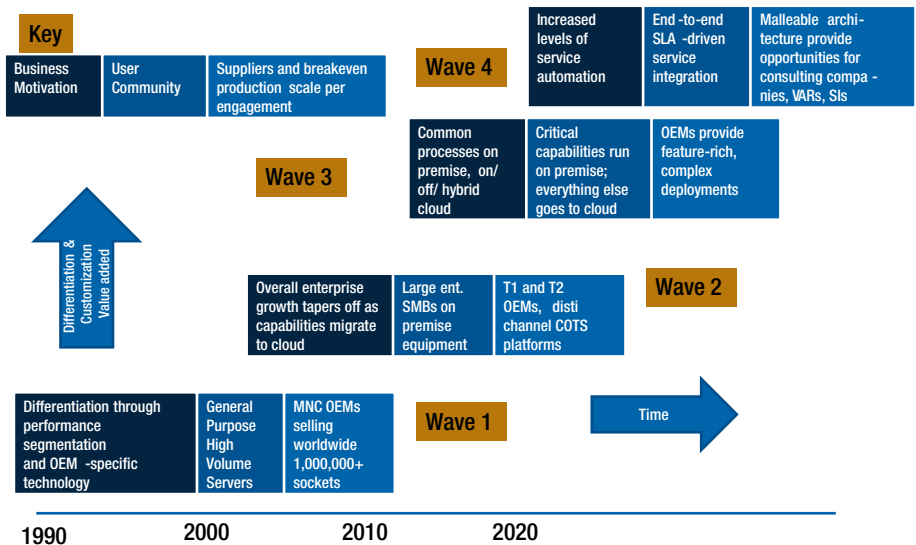 Key
Business
Motivation
User
Community
Suppliers and breakeven
production scale per
engagement
Wave 4
Increased
levels of
service
automation
End -to-end
SLA -driven
service
integration
Malleable archi-
tecture provide
opportunities for
consulting compa -
nies, VARs, SIs
Wave 3
Common
processes on
premise, on/
off/ hybrid
cloud
Critical
capabilities run
on premise;
everything else
goes to cloud
OEMs provide
feature-rich,
complex
deployments
Differentiation &
Customization
Value added
Overall enterprise
growth tapers off as
capabilities migrate
to cloud
Large ent.
SMBs on
premise
equipment
T1 and T2
OEMs, disti
channel COTS
platforms
Wave 2
Differentiation through
performance
segmentation
and OEM -specific
technology
General
Purpose
High
Volume
Servers
MNC OEMs
selling
worldwide
1,000,000+
sockets
Wave 1
Time
1990
2000
2010
2020